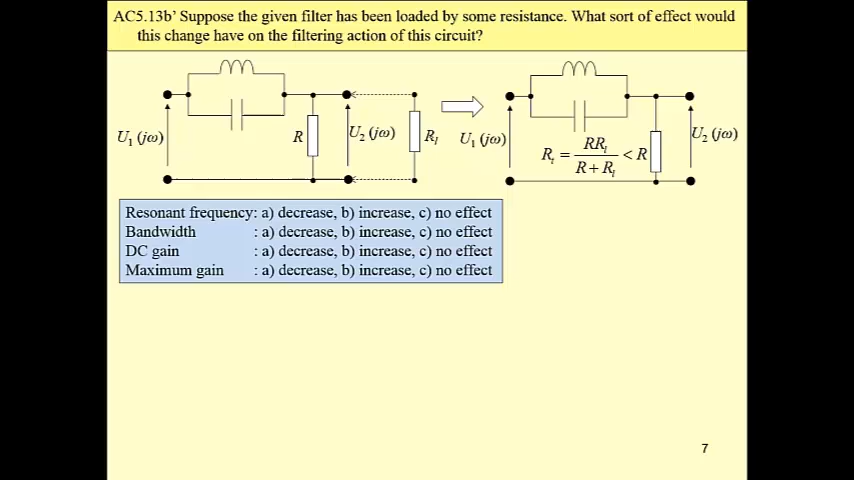 AC5.13b’ Suppose the given filter has been loaded by some resistance. What sort of effect would
this change have on the filtering action of this circuit?
U₁ (jω)
R
U₂ (jω)
Rₗ
U₁ (jω)
Rₜ = RRₗ / R + Rₗ < R
U₂ (jω)
Resonant frequency: a) decrease, b) increase, c) no effect
Bandwidth : a) decrease, b) increase, c) no effect
DC gain : a) decrease, b) increase, c) no effect
Maximum gain : a) decrease, b) increase, c) no effect
7